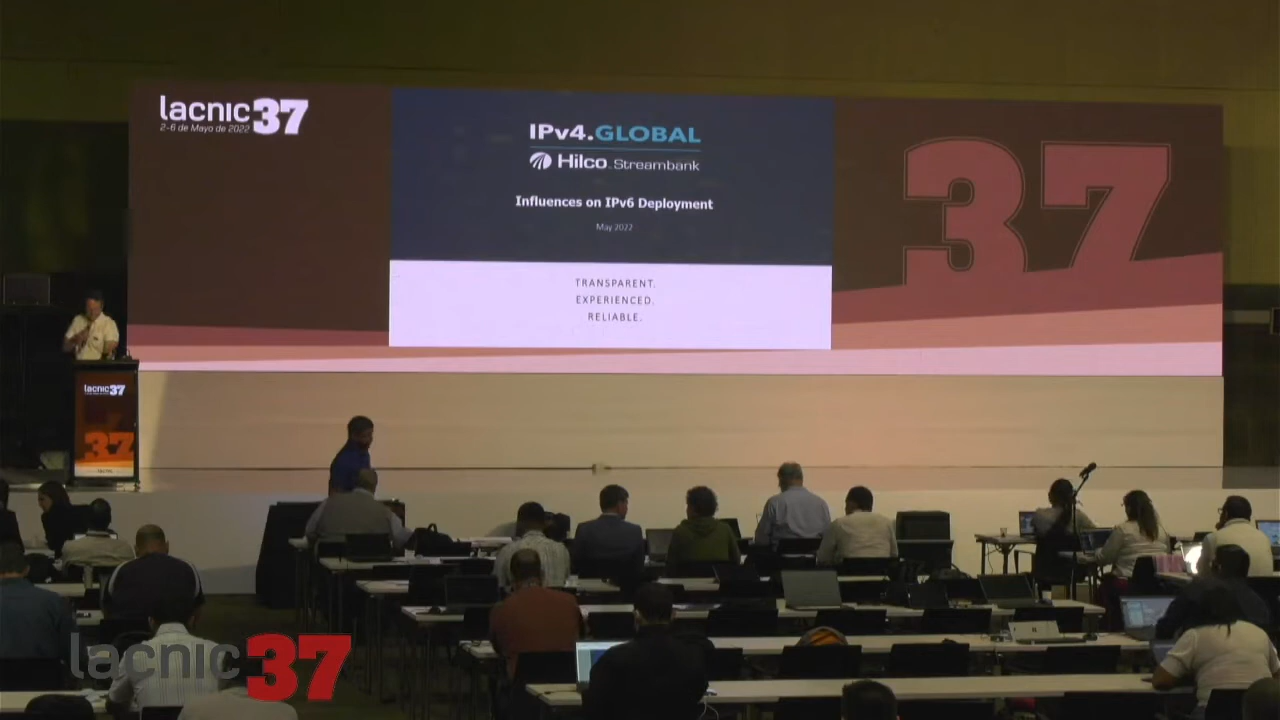 lacnic37
2-6 de Mayo de 2022
IPv4.GLOBAL
Hilco Streambank
Influences on IPv6 Deployment
May 2022
TRANSPARENT.
EXPERIENCED.
RELIABLE.
37
lacnic37
37
lacnic37